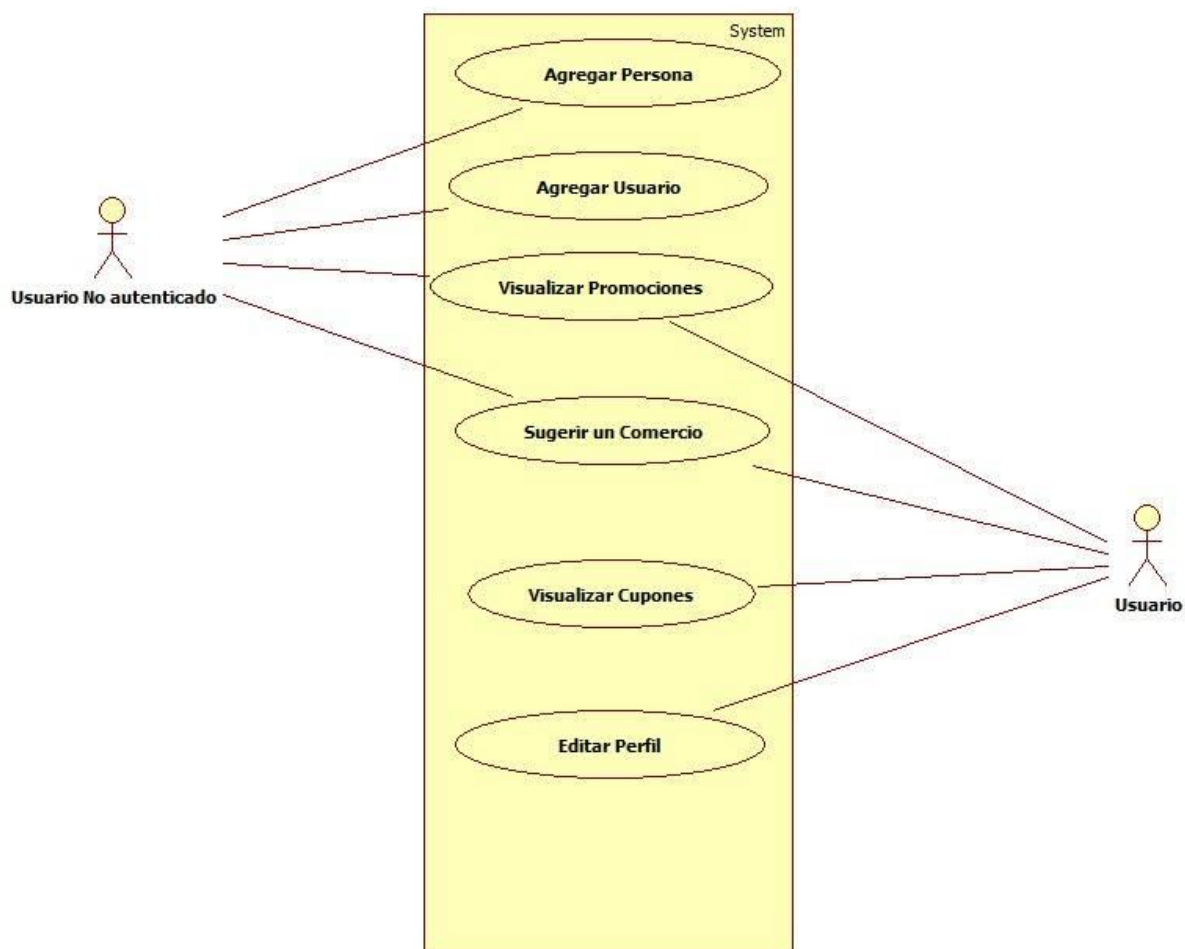 System
Agregar Persona
Agregar Usuario
Visualizar Promociones
Usuario No autenticado
Sugerir un Comercio
Visualizar Cupones
Usuario
Editar Perfil